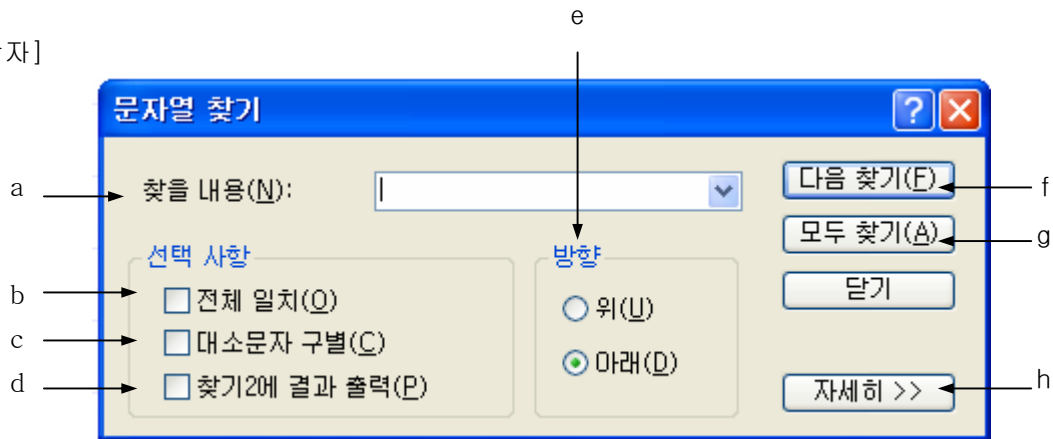 e
자]
문자열 찾기
a 찾을 내용(N): 다음 찾기(F) f
모두 찾기(A) g
선택 사항 방향
닫기
b 전체 일치(O) 위(U)
c 대소문자 구별(C)
아래(D)
d 찾기2에 결과 출력(P) 자세히 >> h